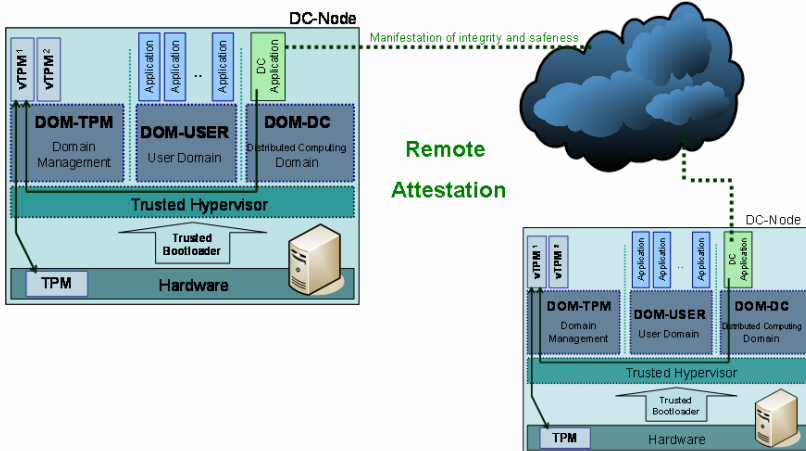 DC-Node
Manifestation of integrity and safeness
vTPM¹
vTPM²
Application
Application
..
Application
DC
Application
DOM-TPM
Domain
Management
DOM-USER
User Domain
DOM-DC
Distributed Computing
Domain
Trusted Hypervisor
Trusted
Bootloader
TPM
Hardware
Remote
Attestation
DC-Node
vTPM¹
vTPM²
Application
Application
..
Application
DC
Application
DOM-TPM
Domain
Management
DOM-USER
User Domain
DOM-DC
Distributed Computing
Domain
Trusted Hypervisor
Trusted
Bootloader
TPM
Hardware